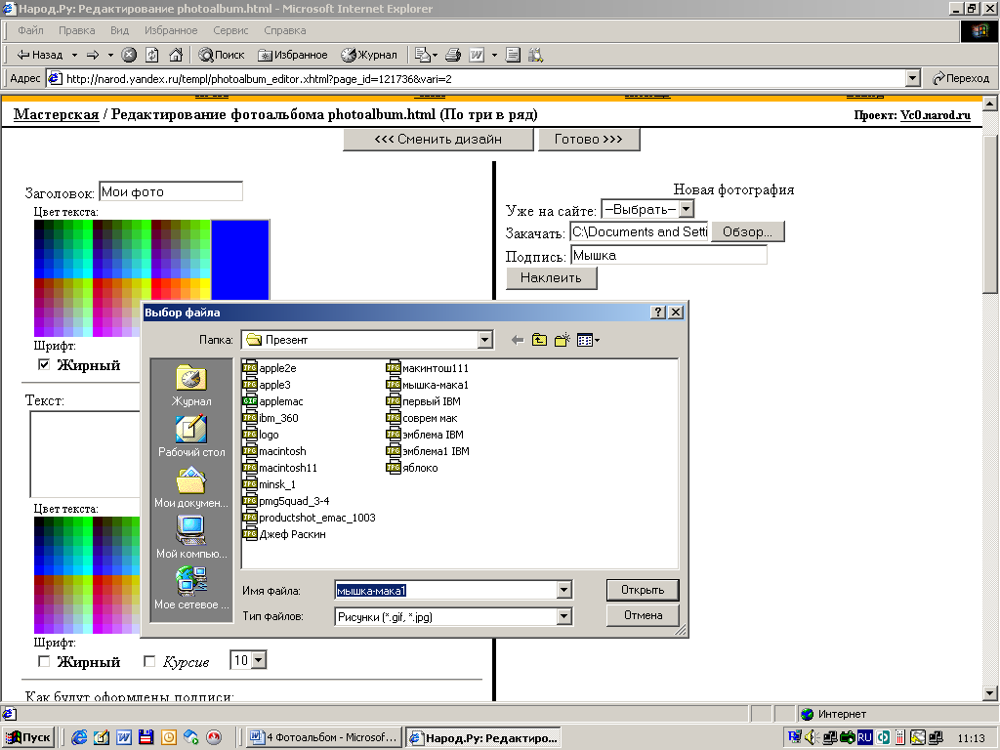 Народ.Ру: Редактирование photoalbum.html - Microsoft Internet Explorer
Файл Правка Вид Избранное Сервис Справка
Назад Поиск Избранное Журнал
Адрес http://narod.yandex.ru/templ/photoalbum_editor.xhtml?page_id=121736&vari=2 Переход
Мастерская / Редактирование фотоальбома photoalbum.html (По три в ряд) Проект: Vc0.narod.ru
<<< Сменить дизайн Готово >>>
Заголовок: Мои фото
Цвет текста:
Новая фотография
Уже на сайте: --Выбрать--
Закачать: C:\Documents and Setti Обзор...
Подпись: Мышка
Наклеить
Шрифт:
Жирный
Текст:
Цвет текста:
Шрифт:
Жирный Курсив 10
Как будут оформлены подписи:
Выбор файла
Папка: Презент
Журнал
Рабочий стол
Мои докумен...
Мой компью...
Мое сетевое ...
apple2e
apple3
applemac
ibm_360
logo
macintosh
macintosh11
minsk_1
pmg5quad_3-4
productshot_emac_1003
Джеф Раскин
макинтош111
мышка-мака1
первый IBM
соврем мак
эмблема IBM
эмблема1 IBM
яблоко
Имя файла: мышка-мака1 Открыть
Тип файлов: Рисунки (*.gif, *.jpg) Отмена
Интернет
Пуск 4 Фотоальбом - Microsof... Народ.Ру: Редактиро... RU 11:13